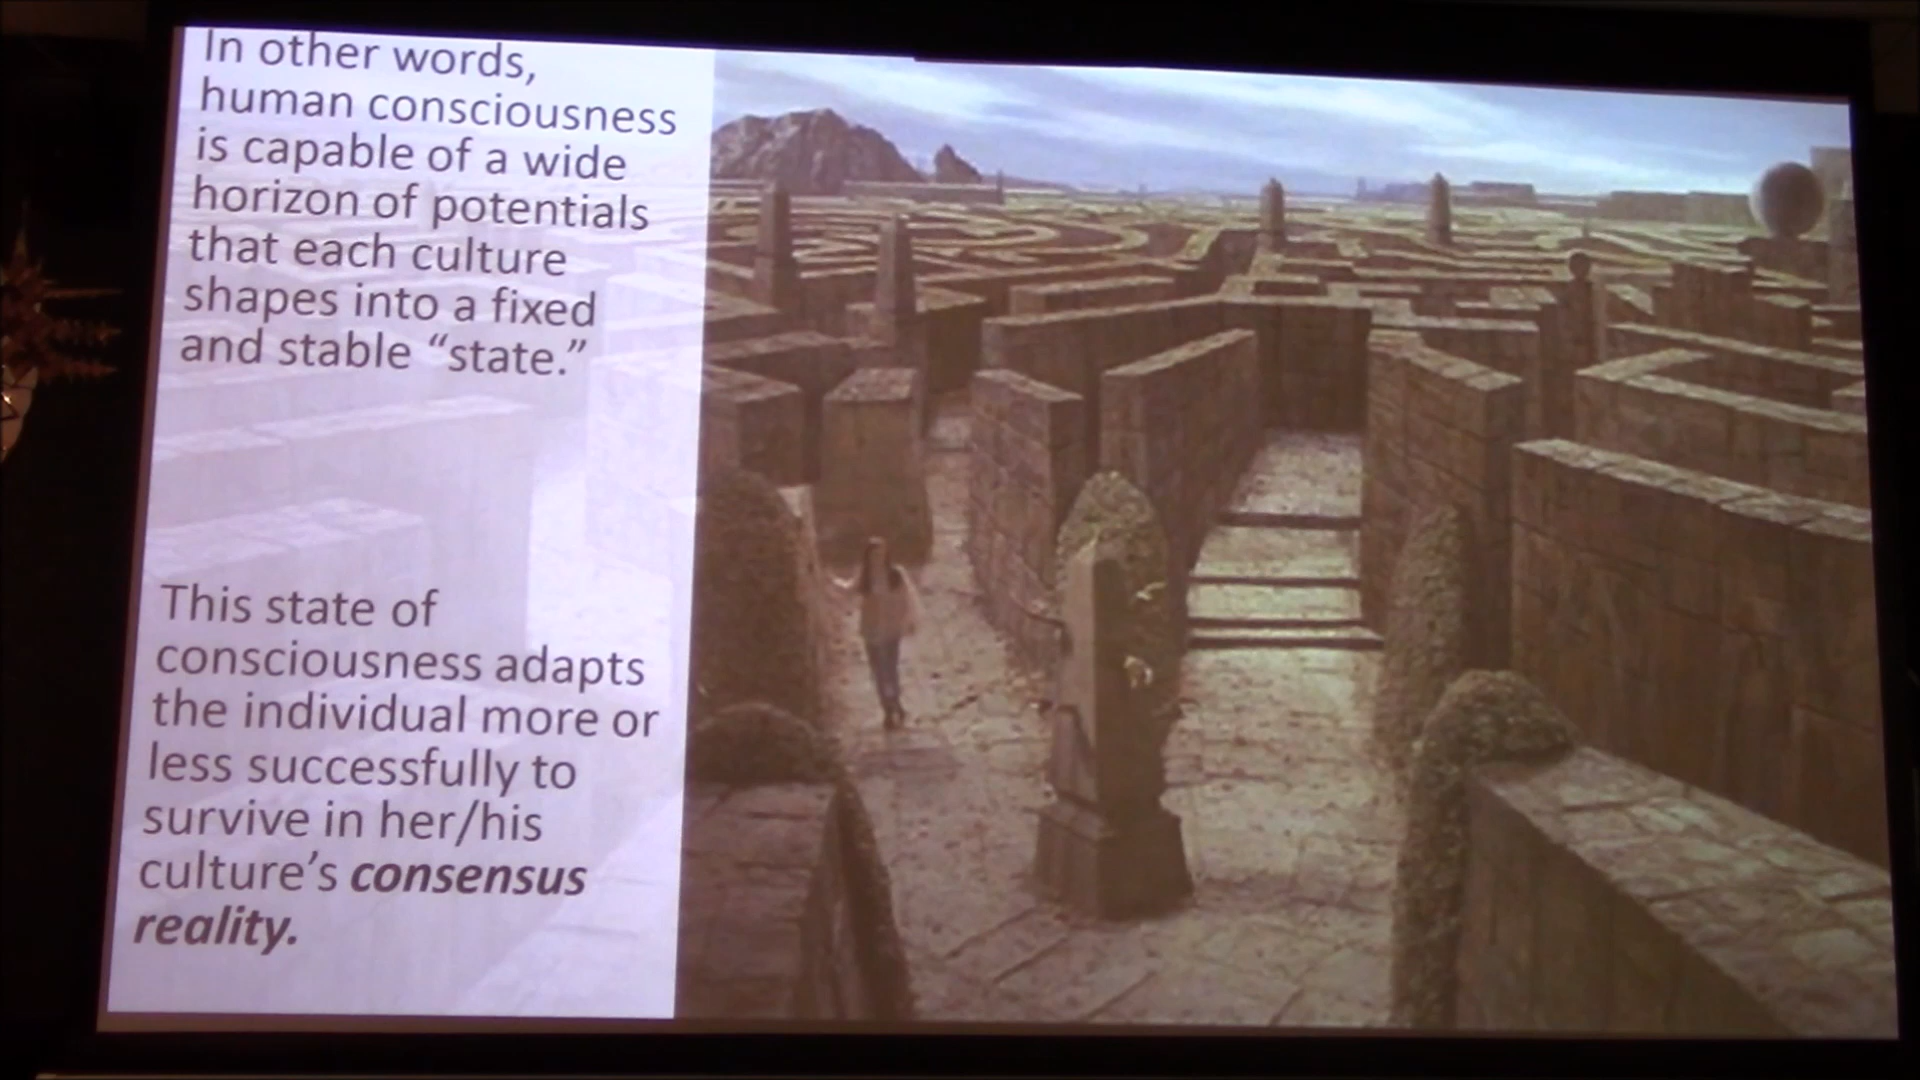 In other words,
human consciousness
is capable of a wide
horizon of potentials
that each culture
shapes into a fixed
and stable “state.”
This state of
consciousness adapts
the individual more or
less successfully to
survive in her/his
culture’s consensus
reality.